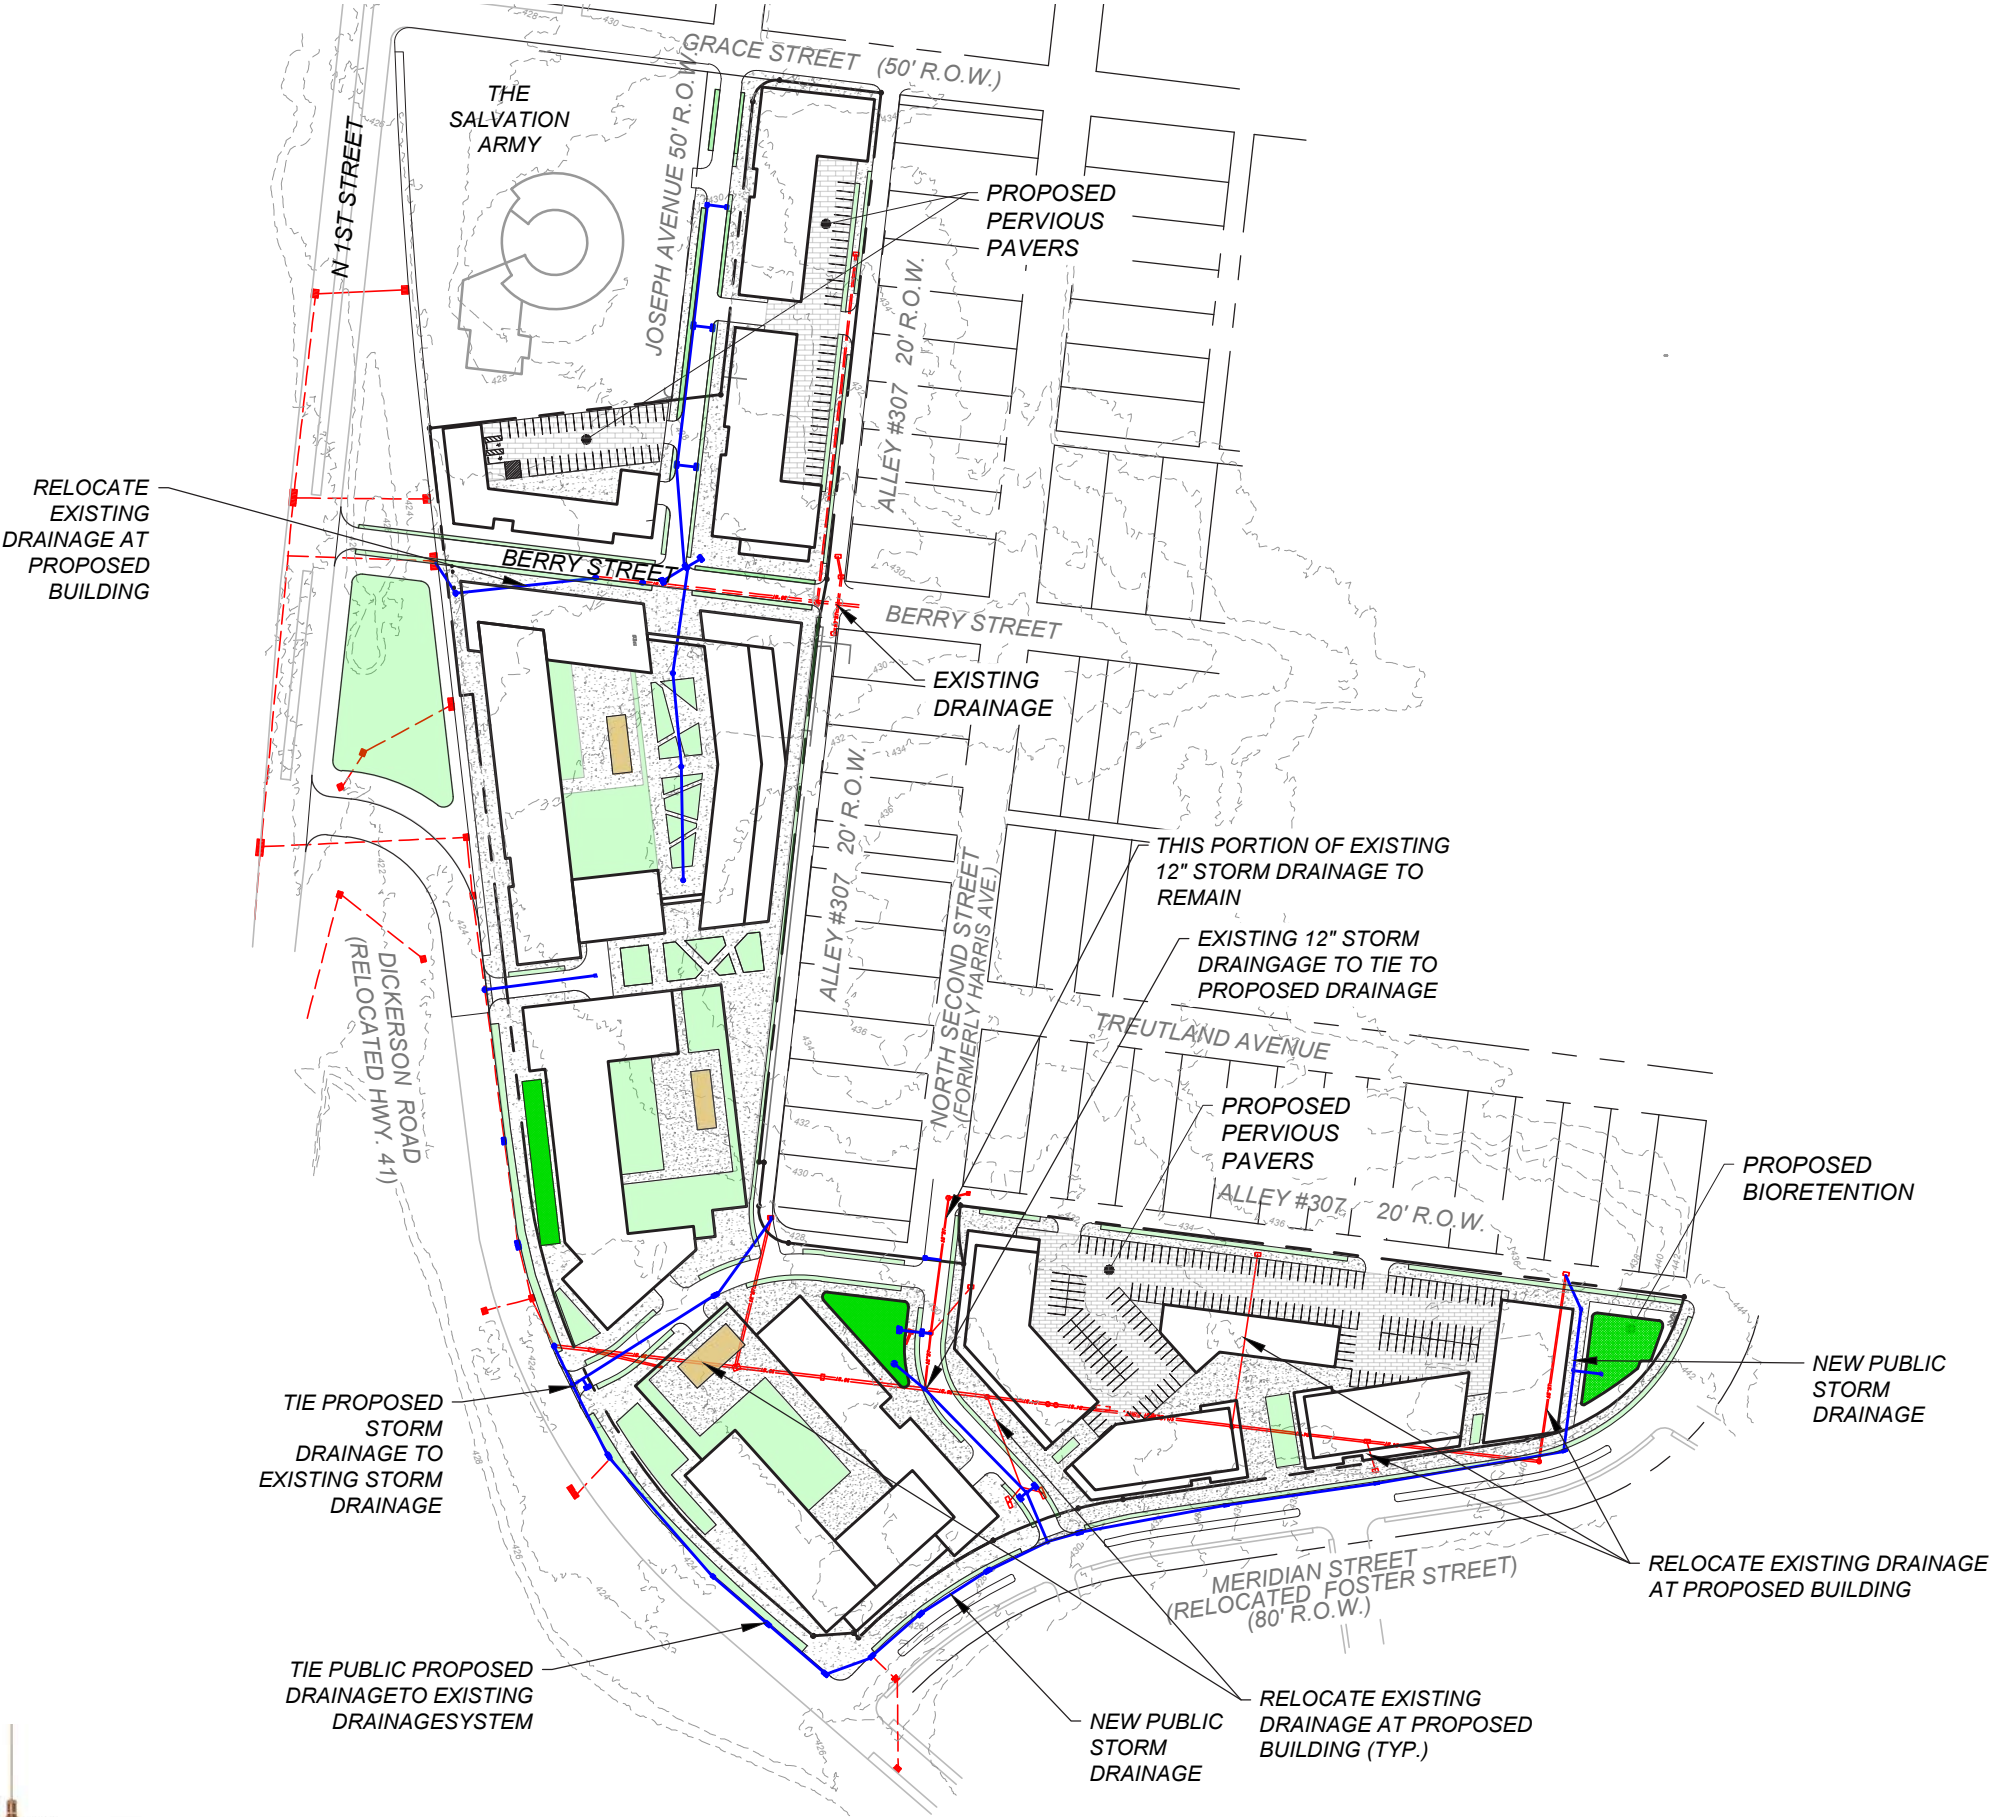 GRACE STREET (50' R.O.W.)
THE
SALVATION
ARMY
N 1ST STREET
JOSEPH AVENUE 50' R.O.W.
PROPOSED
PERVIOUS
PAVERS
ALLEY #307 20' R.O.W.
RELOCATE
EXISTING
DRAINAGE AT
PROPOSED
BUILDING
BERRY STREET
BERRY STREET
EXISTING
DRAINAGE
ALLEY #307 20' R.O.W.
THIS PORTION OF EXISTING
12" STORM DRAINAGE TO
REMAIN
EXISTING 12" STORM
DRAINGAGE TO TIE TO
PROPOSED DRAINAGE
NORTH SECOND STREET
(FORMERLY HARRIS AVE.)
DICKERSON ROAD
(RELOCATED HWY. 41)
TREUTLAND AVENUE
PROPOSED
PERVIOUS
PAVERS
ALLEY #307 20' R.O.W.
PROPOSED
BIORETENTION
NEW PUBLIC
STORM
DRAINAGE
TIE PROPOSED
STORM
DRAINAGE TO
EXISTING STORM
DRAINAGE
MERIDIAN STREET
(RELOCATED FOSTER STREET)
(80' R.O.W.)
RELOCATE EXISTING DRAINAGE
AT PROPOSED BUILDING
TIE PUBLIC PROPOSED
DRAINAGETO EXISTING
DRAINAGESYSTEM
NEW PUBLIC
STORM
DRAINAGE
RELOCATE EXISTING
DRAINAGE AT PROPOSED
BUILDING (TYP.)